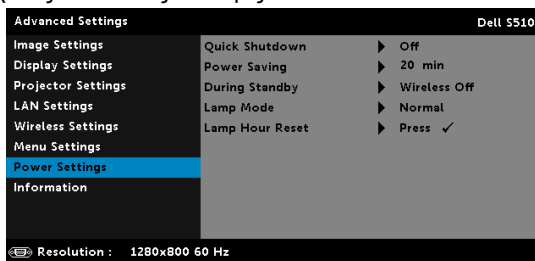 Advanced Settings Dell S510
Image Settings Quick Shutdown Off
Display Settings Power Saving 20 min
Projector Settings During Standby Wireless Off
LAN Settings Lamp Mode Normal
Wireless Settings Lamp Hour Reset Press ✓
Menu Settings
Power Settings
Information
Resolution : 1280x800 60 Hz